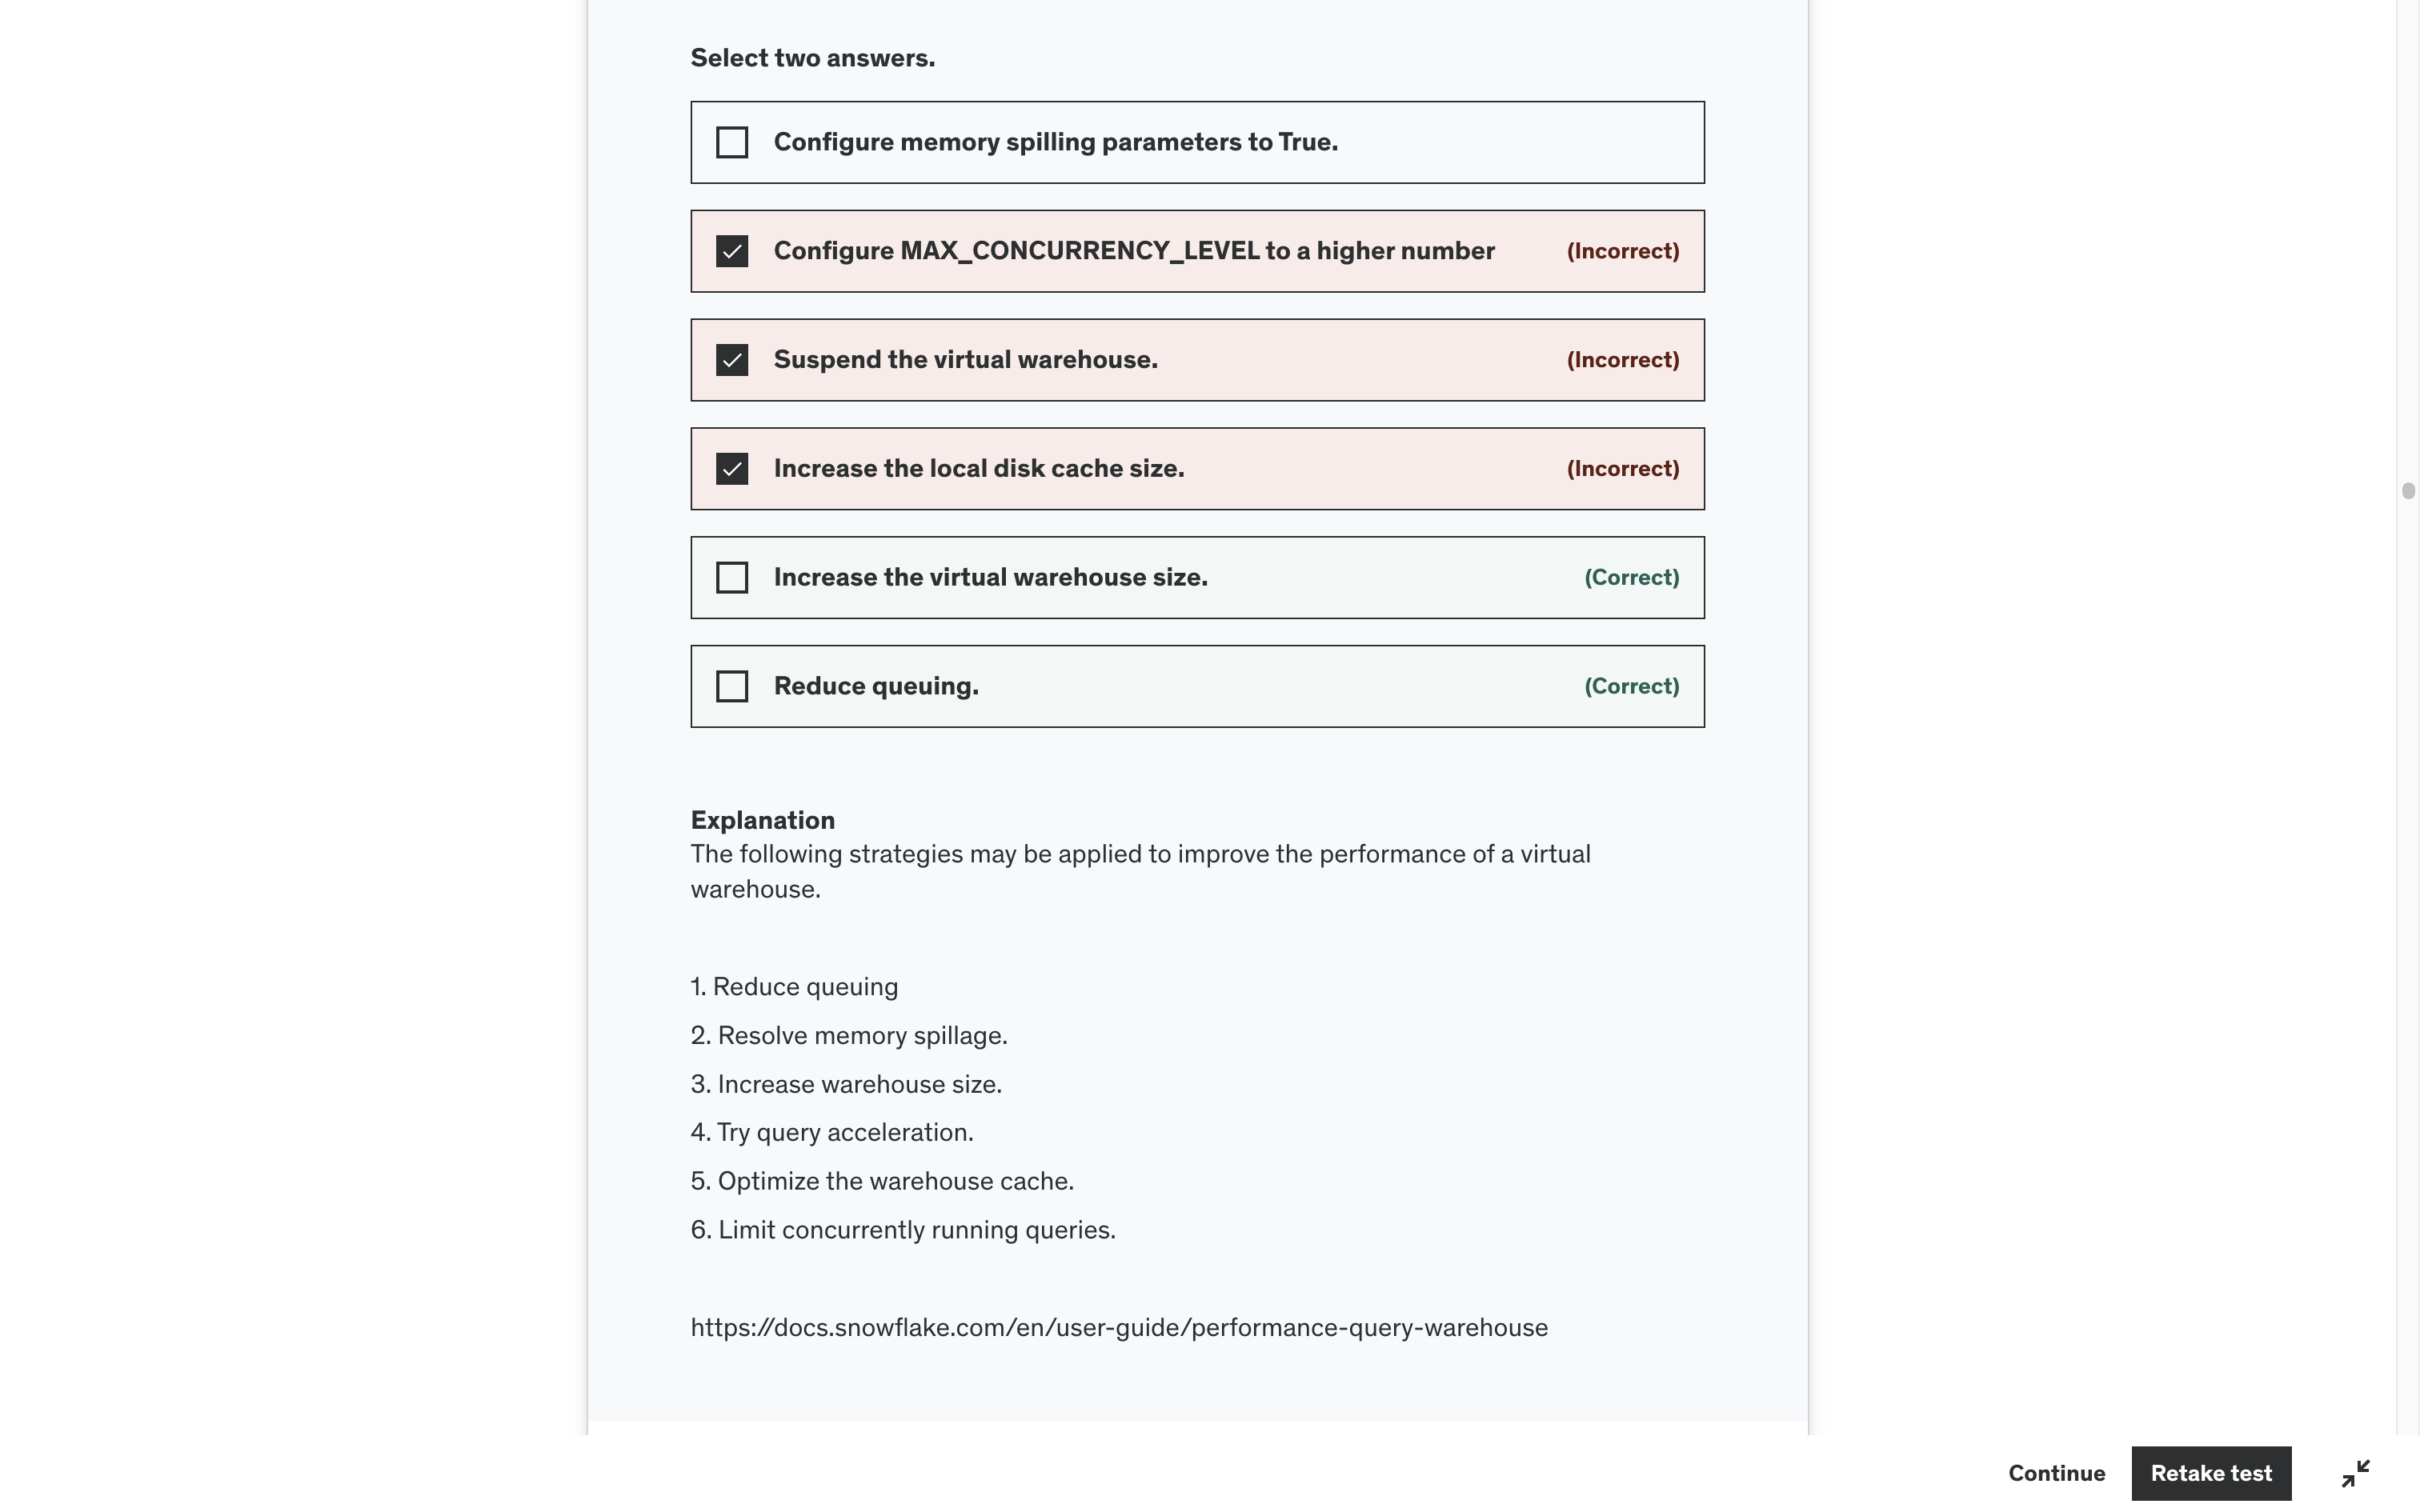 Select two answers.
Configure memory spilling parameters to True.
Configure MAX_CONCURRENCY_LEVEL to a higher number (Incorrect)
Suspend the virtual warehouse. (Incorrect)
Increase the local disk cache size. (Incorrect)
Increase the virtual warehouse size. (Correct)
Reduce queuing. (Correct)
Explanation
The following strategies may be applied to improve the performance of a virtual
warehouse.
1. Reduce queuing
2. Resolve memory spillage.
3. Increase warehouse size.
4. Try query acceleration.
5. Optimize the warehouse cache.
6. Limit concurrently running queries.
https://docs.snowflake.com/en/user-guide/performance-query-warehouse
Continue Retake test